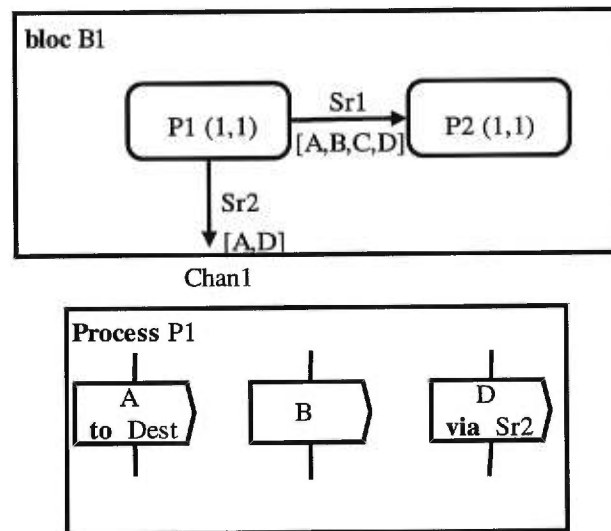 bloc B1
Sr1
P1 (1,1)
P2 (1,1)
[A,B,C,D]
Sr2
[A,D]
Chan1
Process P1
A
to Dest
B
D
via Sr2